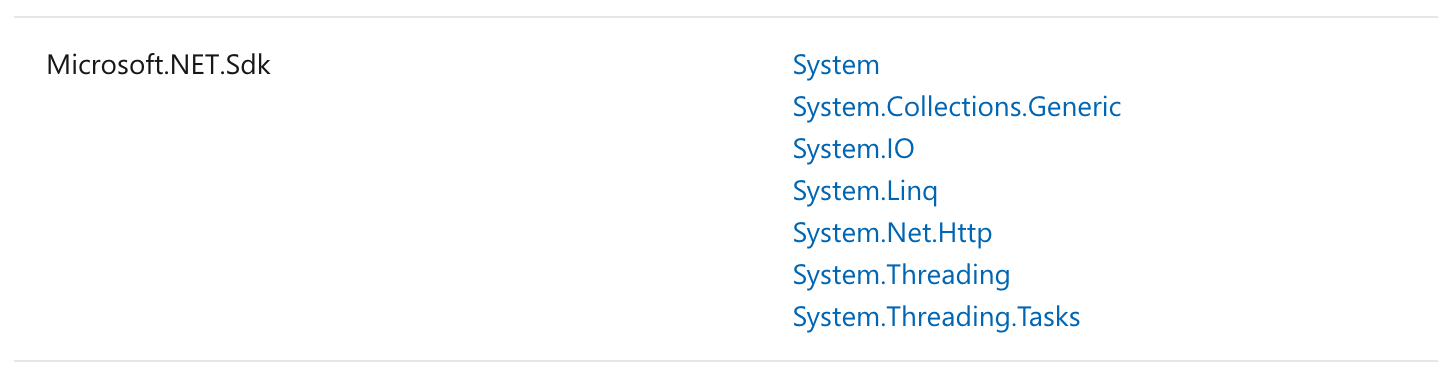 Microsoft.NET.Sdk
System
System.Collections.Generic
System.IO
System.Linq
System.Net.Http
System.Threading
System.Threading.Tasks